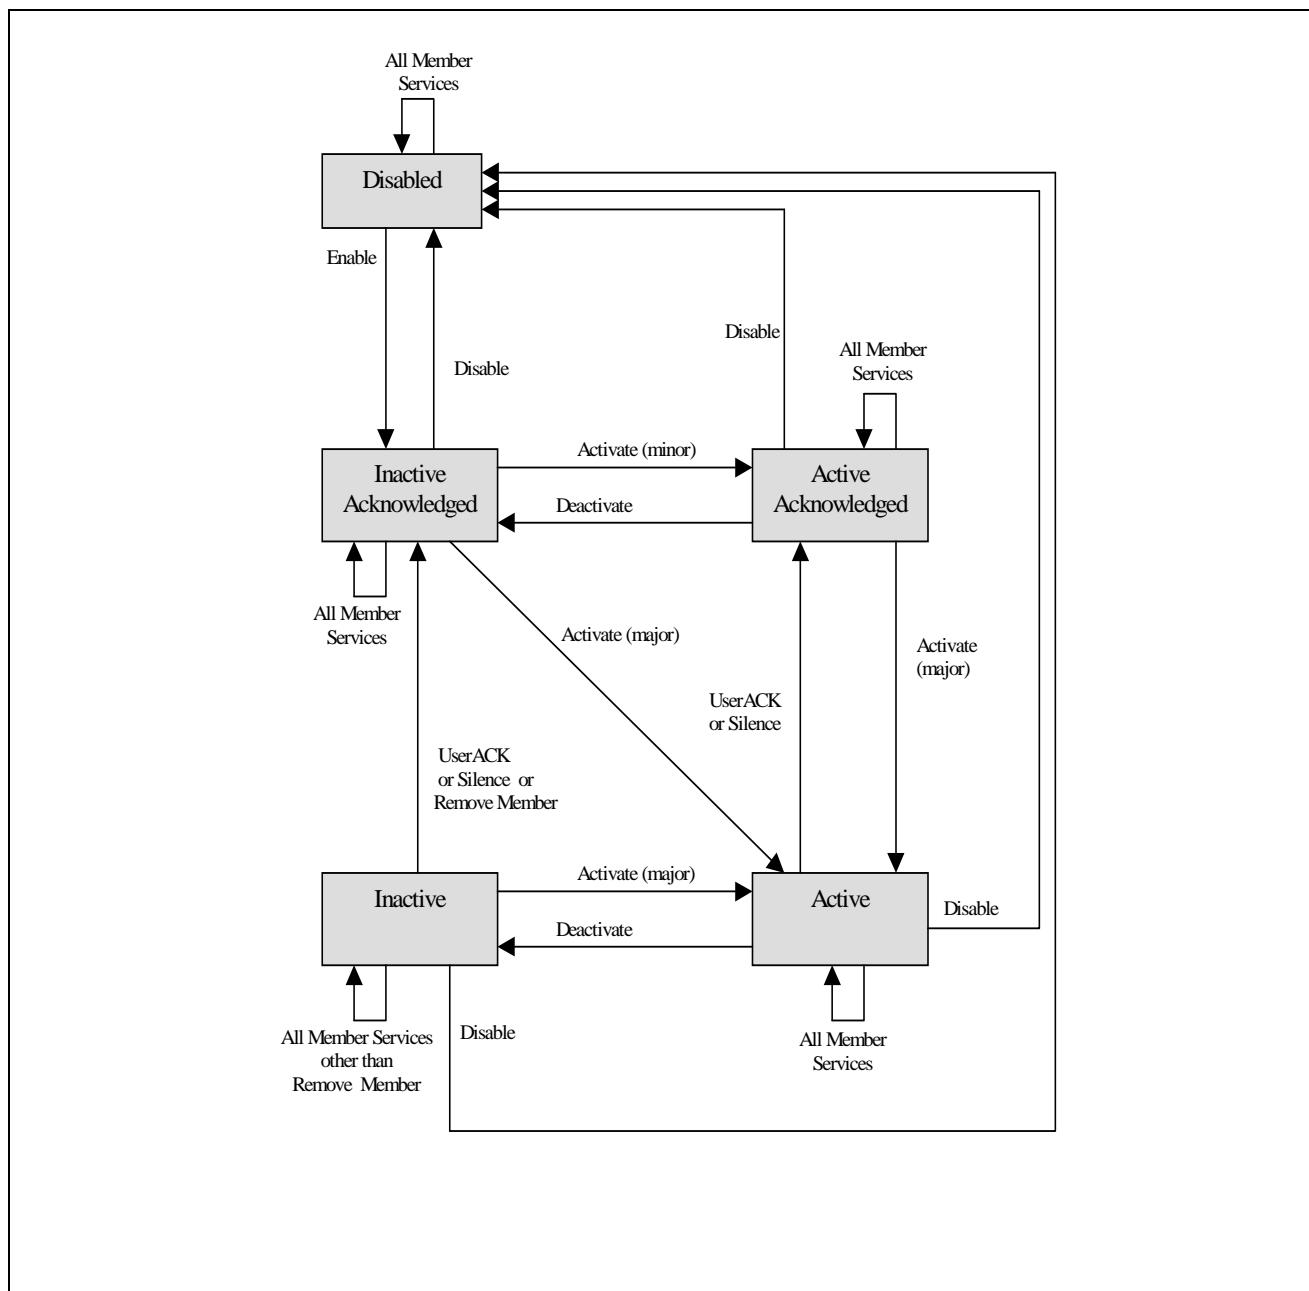 All Member
Services
Disabled
Enable
Disable
Disable
All Member
Services
Inactive
Acknowledged
Activate (minor)
Deactivate
Active
Acknowledged
All Member
Services
Activate (major)
Activate
(major)
UserACK
or Silence
UserACK
or Silence or
Remove Member
Inactive
Activate (major)
Deactivate
Active
Disable
All Member Services
other than
Remove Member
Disable
All Member
Services